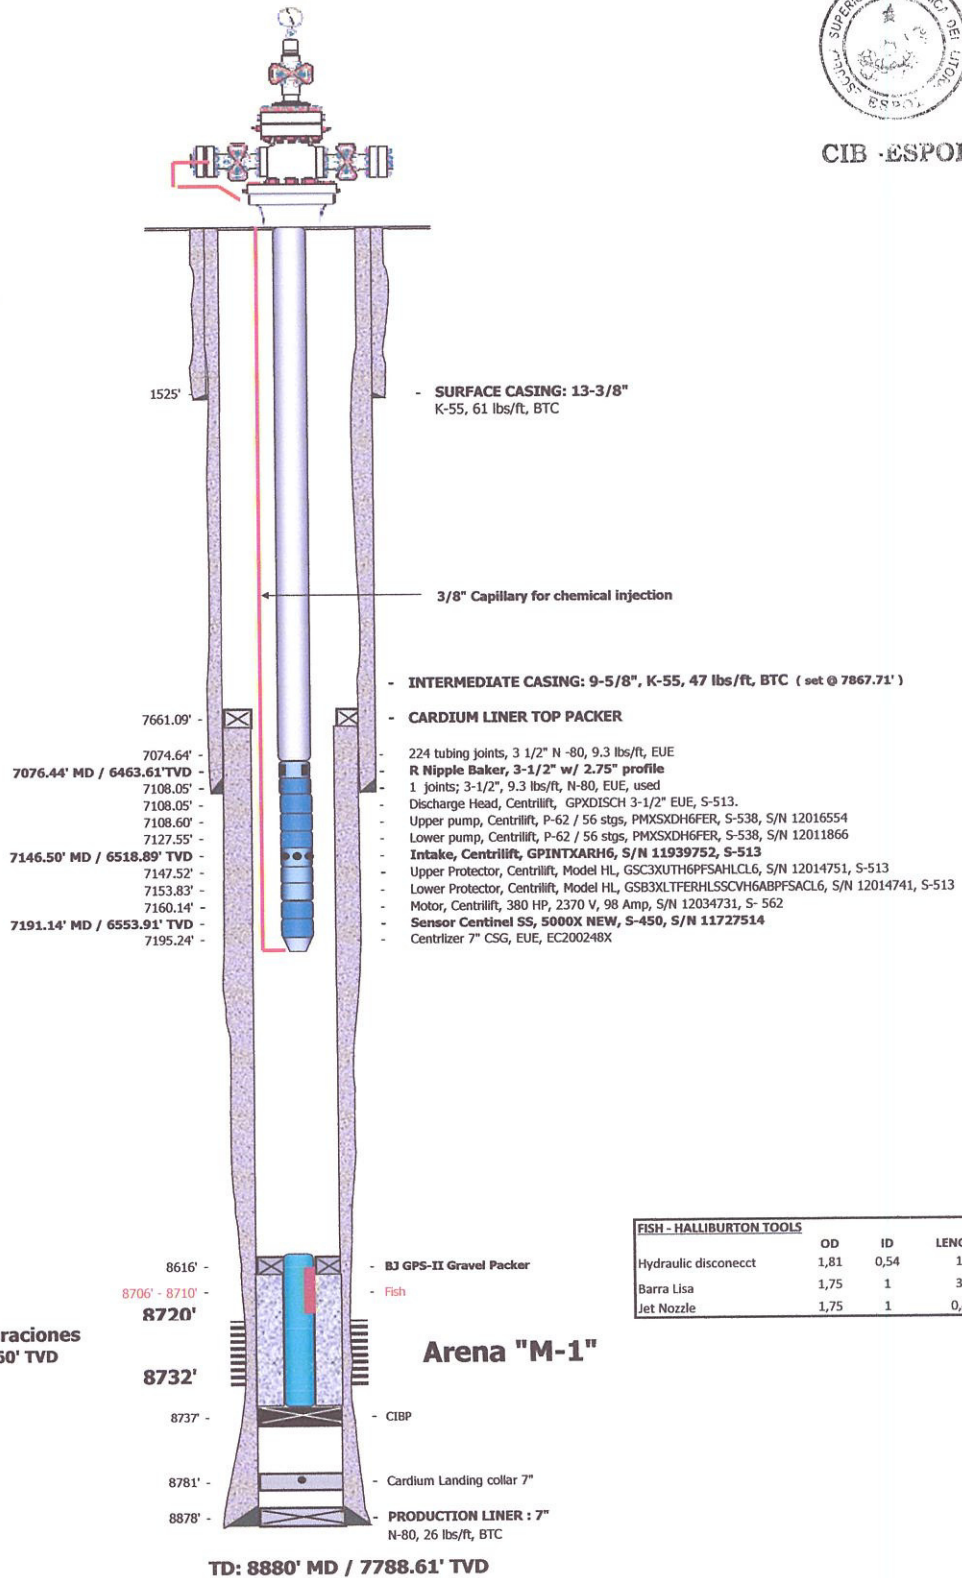 ESPOL
CIB - ESPOL
1525' -
- SURFACE CASING: 13-3/8"
K-55, 61 lbs/ft, BTC
3/8" Capillary for chemical injection
- INTERMEDIATE CASING: 9-5/8", K-55, 47 lbs/ft, BTC ( set @ 7867.71' )
7661.09' - - CARDIUM LINER TOP PACKER
7074.64' - - 224 tubing joints, 3 1/2" N -80, 9.3 lbs/ft, EUE
7076.44' MD / 6463.61'TVD - - R Nipple Baker, 3-1/2" w/ 2.75" profile
7108.05' - - 1 joints; 3-1/2", 9.3 lbs/ft, N-80, EUE, used
7108.05' - - Discharge Head, Centrilift, GPXDISCH 3-1/2" EUE, S-513.
7108.60' - - Upper pump, Centrilift, P-62 / 56 stgs, PMXSXDH6FER, S-538, S/N 12016554
7127.55' - - Lower pump, Centrilift, P-62 / 56 stgs, PMXSXDH6FER, S-538, S/N 12011866
7146.50' MD / 6518.89' TVD - - Intake, Centrilift, GPINTXARH6, S/N 11939752, S-513
7147.52' - - Upper Protector, Centrilift, Model HL, GSC3XUTH6PFSAHLCL6, S/N 12014751, S-513
7153.83' - - Lower Protector, Centrilift, Model HL, GSB3XLTFERHLSSCVH6ABPFSACL6, S/N 12014741, S-513
7160.14' - - Motor, Centrilift, 380 HP, 2370 V, 98 Amp, S/N 12034731, S- 562
7191.14' MD / 6553.91' TVD - - Sensor Centinel SS, 5000X NEW, S-450, S/N 11727514
7195.24' - - Centrlizer 7" CSG, EUE, EC200248X
FISH - HALLIBURTON TOOLS
OD ID LENG
Hydraulic disconecct 1,81 0,54 1
Barra Lisa 1,75 1 3
Jet Nozzle 1,75 1 0,
8616' - - BJ GPS-II Gravel Packer
8706' - 8710' - - Fish
8720'
raciones
60' TVD
Arena "M-1"
8732'
8737' - - CIBP
8781' - - Cardium Landing collar 7"
8878' - - PRODUCTION LINER : 7"
N-80, 26 lbs/ft, BTC
TD: 8880' MD / 7788.61' TVD